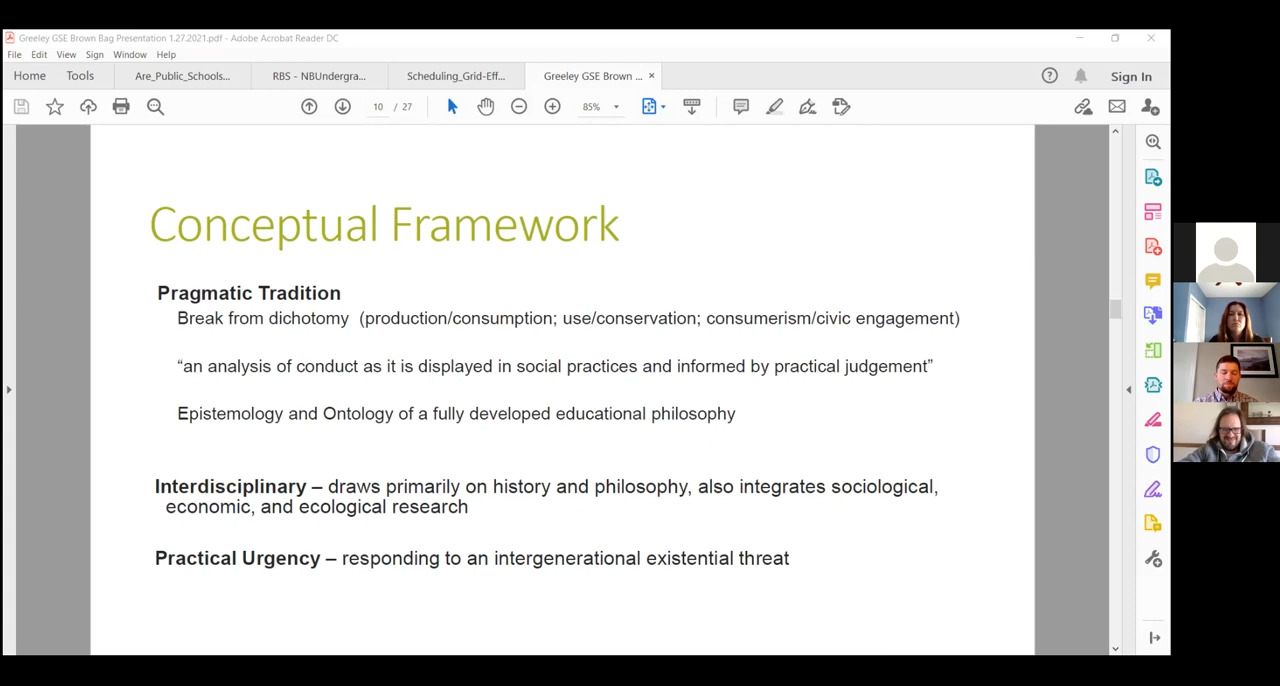 Greeley GSE Brown Bag Presentation 1.27.2021.pdf - Adobe Acrobat Reader DC
File Edit View Sign Window Help
Home Tools Are_Public_Schools... RBS - NBUndergra... Scheduling_Grid-Eff... Greeley GSE Brown ... × Sign In
10 / 27 85%
Conceptual Framework
Pragmatic Tradition
Break from dichotomy (production/consumption; use/conservation; consumerism/civic engagement)
“an analysis of conduct as it is displayed in social practices and informed by practical judgement”
Epistemology and Ontology of a fully developed educational philosophy
Interdisciplinary – draws primarily on history and philosophy, also integrates sociological,
economic, and ecological research
Practical Urgency – responding to an intergenerational existential threat